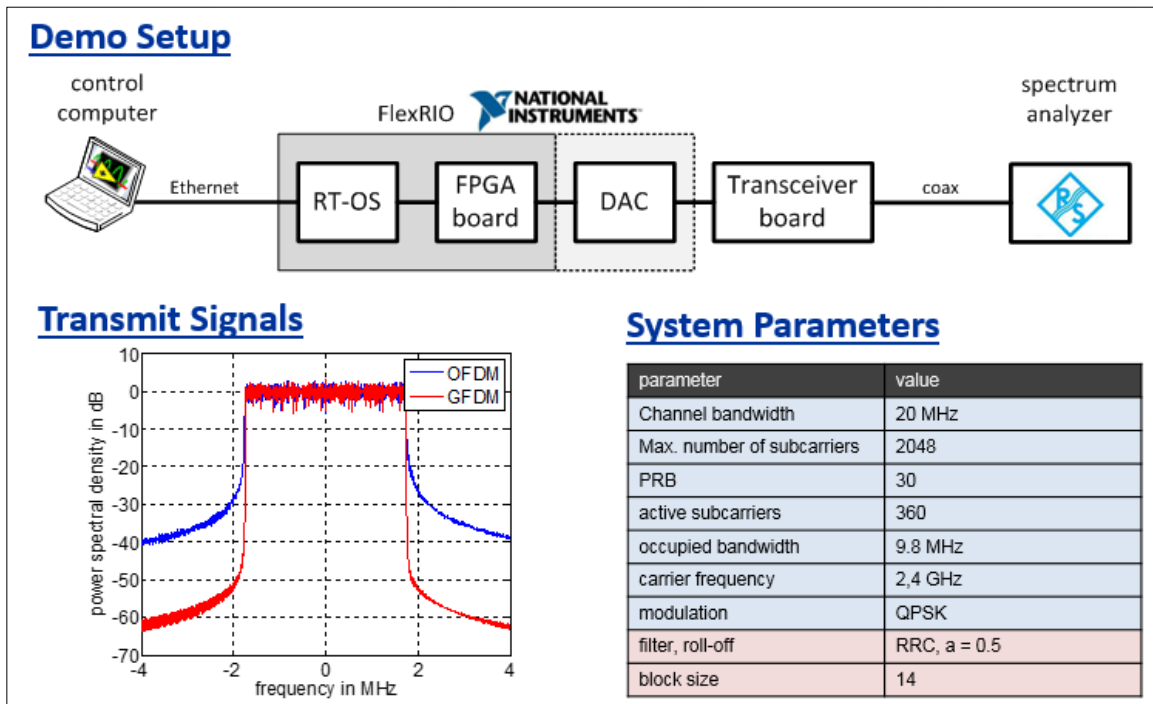 Demo Setup
control
computer
Ethernet
FlexRIO
NATIONAL
INSTRUMENTS™
RT-OS
FPGA
board
DAC
Transceiver
board
coax
spectrum
analyzer
R
S
Transmit Signals
power spectral density in dB
10
0
-10
-20
-30
-40
-50
-60
-70
-4
-2
0
2
4
frequency in MHz
OFDM
GFDM
System Parameters
parameter value
Channel bandwidth 20 MHz
Max. number of subcarriers 2048
PRB 30
active subcarriers 360
occupied bandwidth 9.8 MHz
carrier frequency 2,4 GHz
modulation QPSK
filter, roll-off RRC, a = 0.5
block size 14